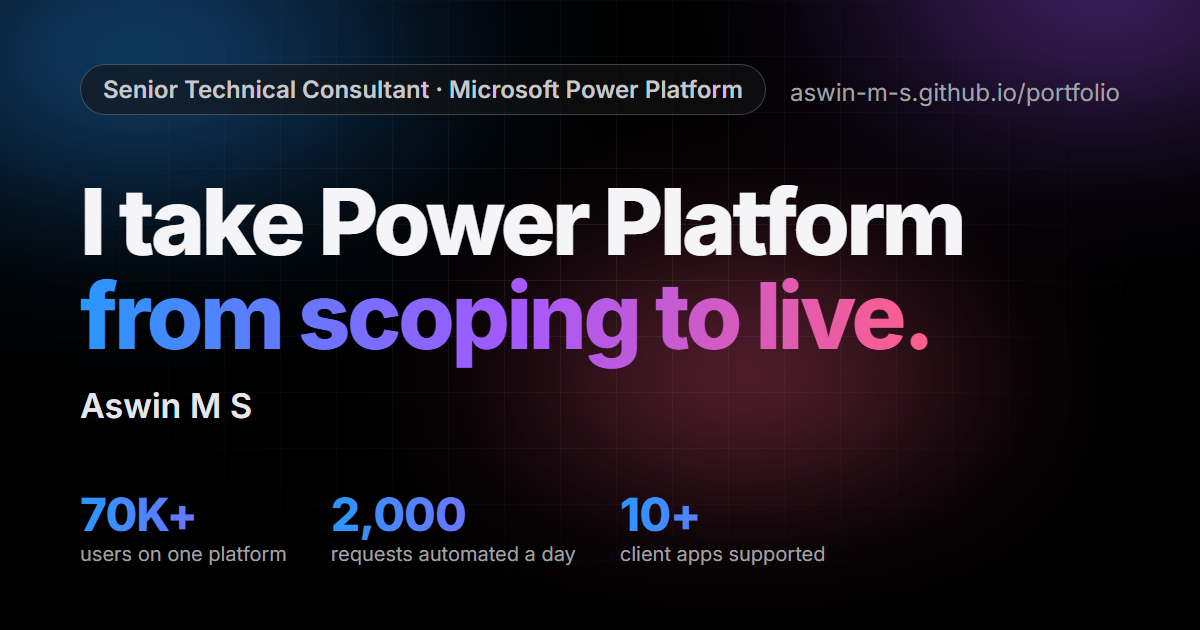 Senior Technical Consultant · Microsoft Power Platform
aswin-m-s.github.io/portfolio
I take Power Platform
from scoping to live.
Aswin M S
70K+
users on one platform
2,000
requests automated a day
10+
client apps supported